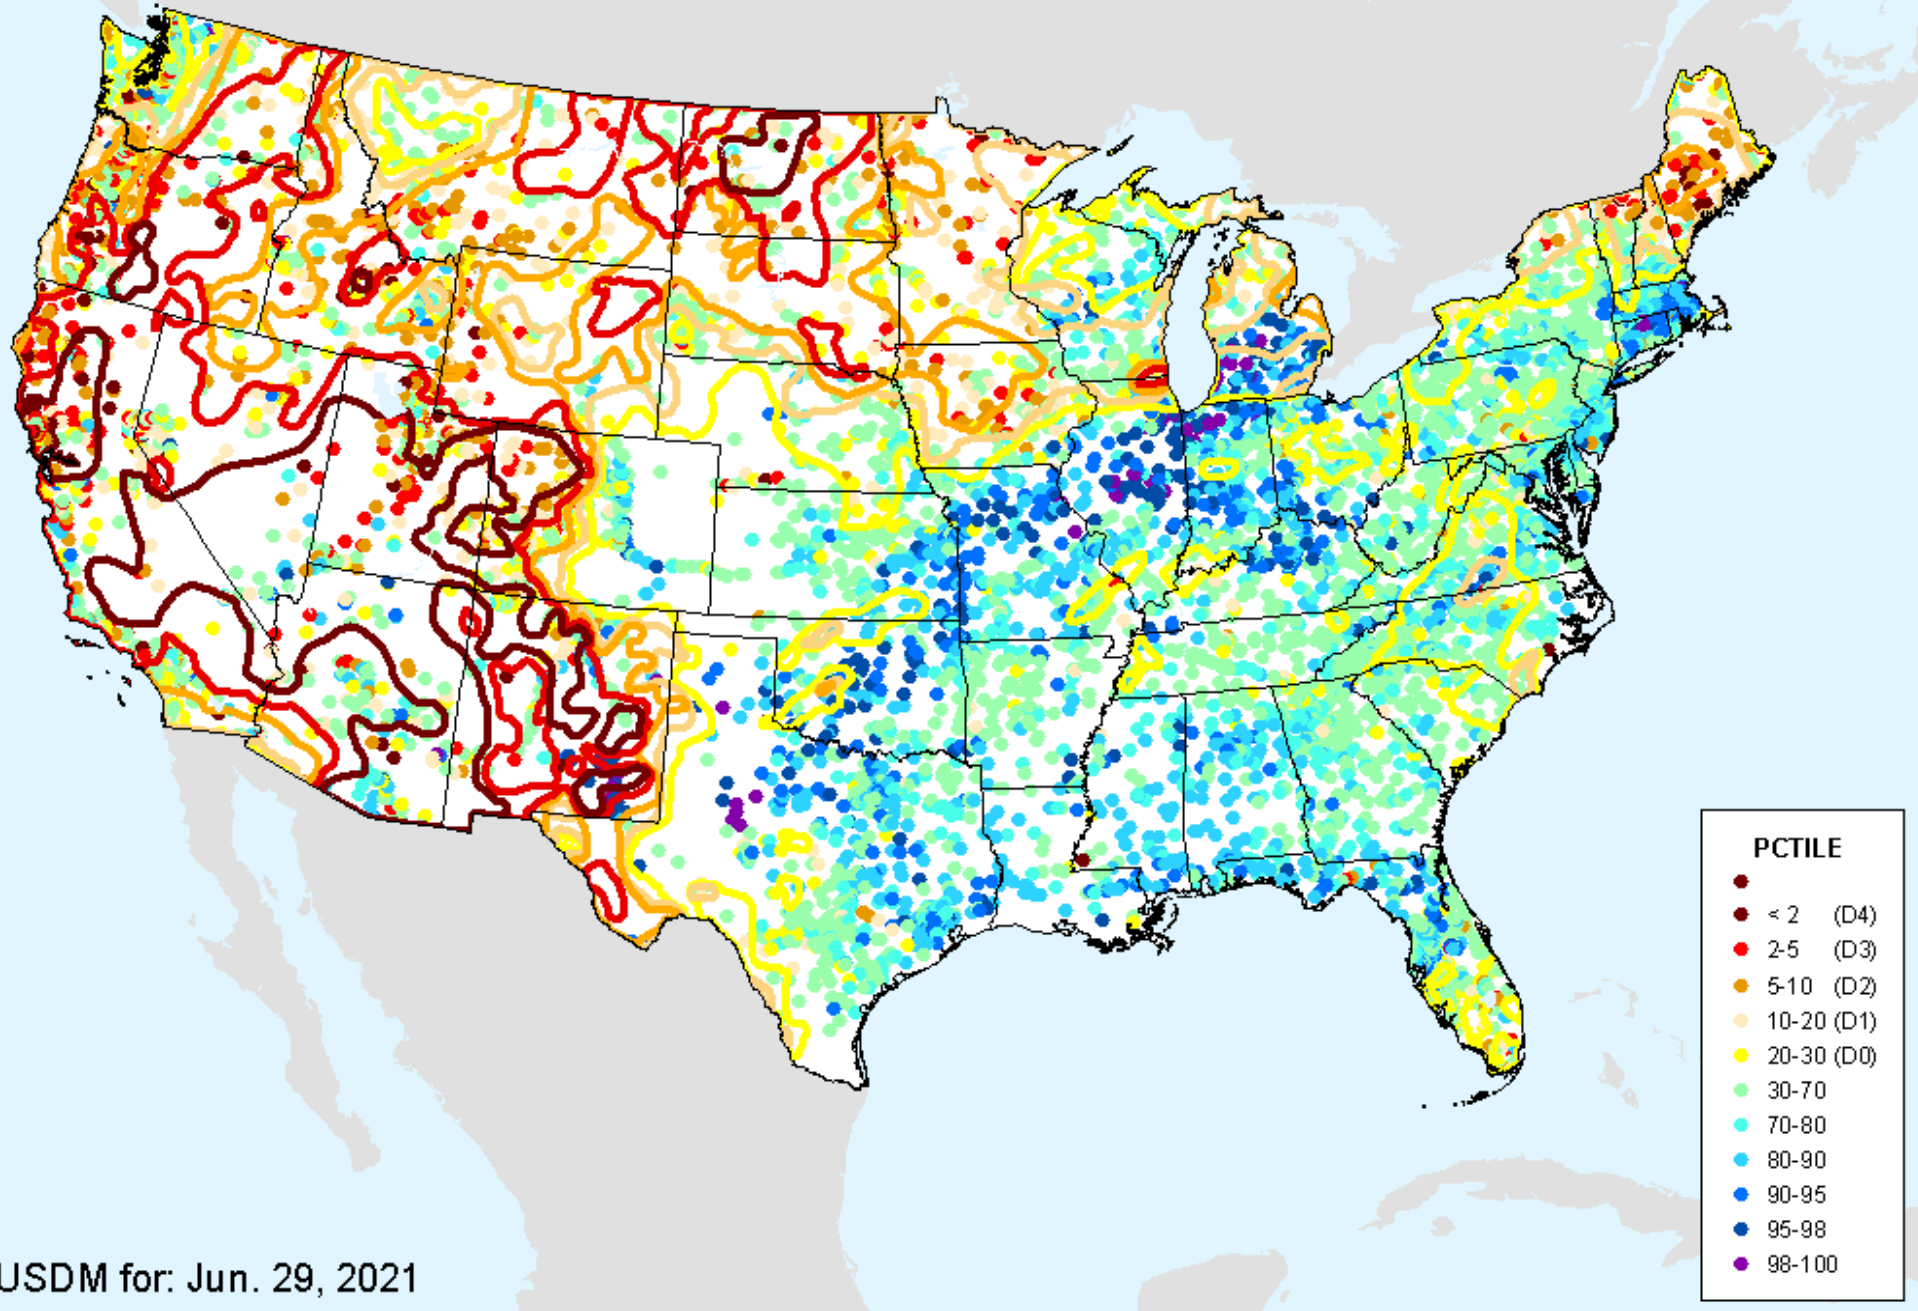 PCTILE
< 2 (D4)
2-5 (D3)
5-10 (D2)
10-20 (D1)
20-30 (D0)
30-70
70-80
80-90
90-95
95-98
98-100
USDM for: Jun. 29, 2021